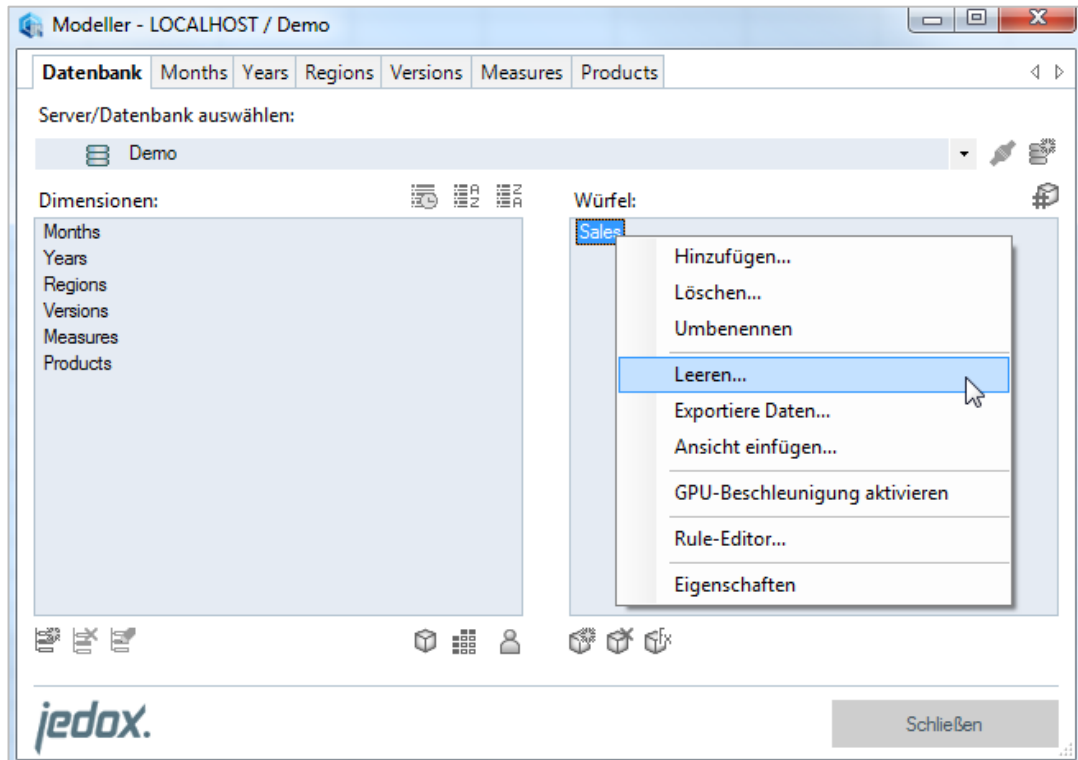 Modeller - LOCALHOST / Demo
Datenbank Months Years Regions Versions Measures Products
Server/Datenbank auswählen:
Demo
Dimensionen:
Months
Years
Regions
Versions
Measures
Products
Würfel:
Sales
Hinzufügen...
Löschen...
Umbenennen
Leeren...
Exportiere Daten...
Ansicht einfügen...
GPU-Beschleunigung aktivieren
Rule-Editor...
Eigenschaften
jedox.
Schließen